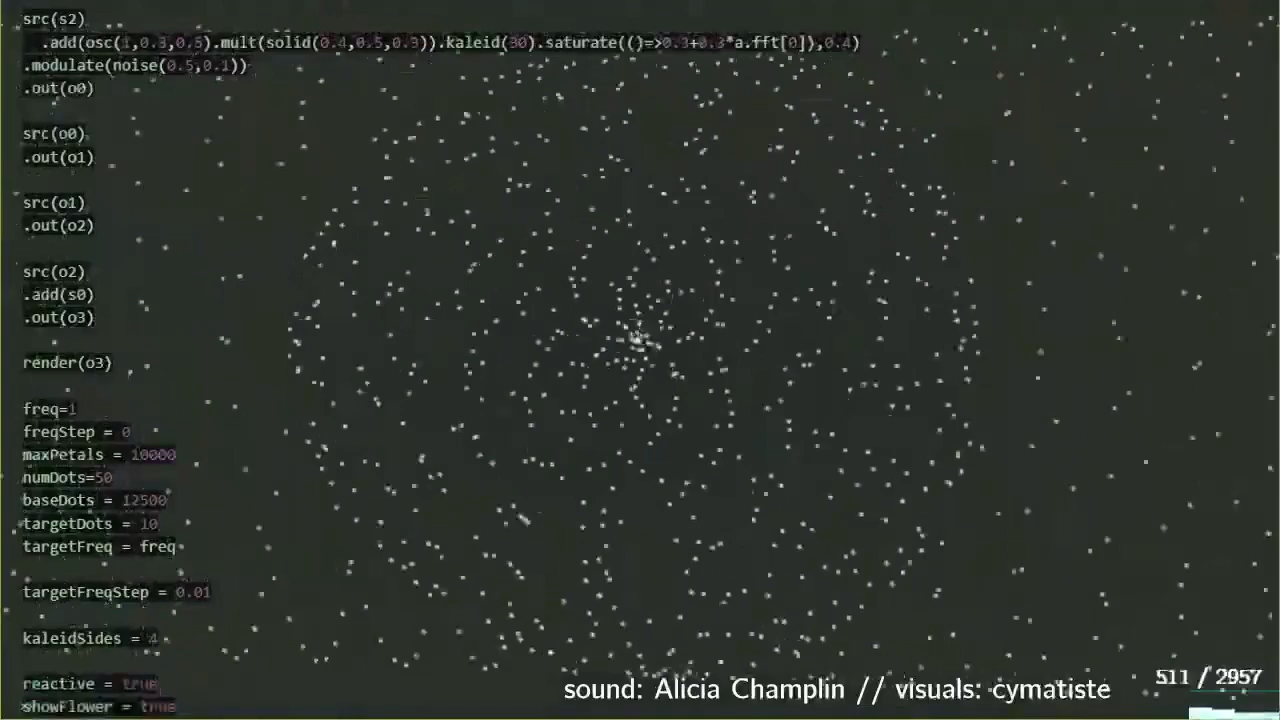 src(s2)
.add(osc(1,0.3,0.5).mult(solid(0.4,0.5,0.9)).kaleid(30).saturate(()=>0.3+0.3*a.fft[0]),0.4)
.modulate(noise(0.5,0.1))
.out(o0)
src(o0)
.out(o1)
src(o1)
.out(o2)
src(o2)
.add(s0)
.out(o3)
render(o3)
freq=1
freqStep = 0
maxPetals = 10000
numDots=50
baseDots = 12500
targetDots = 10
targetFreq = freq
targetFreqStep = 0.01
kaleidSides = 4
reactive = true
showFlower = true
sound: Alicia Champlin // visuals: cymatiste
511 / 2957